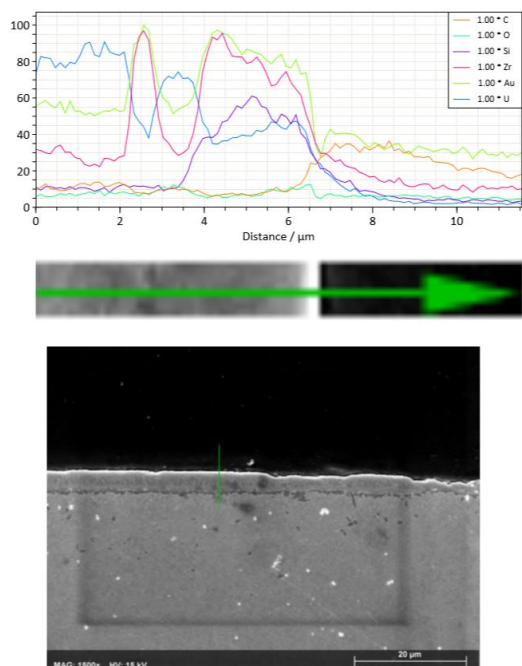 100
80
60
40
20
0
0
2
4
6
8
10
Distance / µm
1.00 * C
1.00 * O
1.00 * Si
1.00 * Zr
1.00 * Au
1.00 * U
20 µm
MAG: 1500x HV: 15 kV